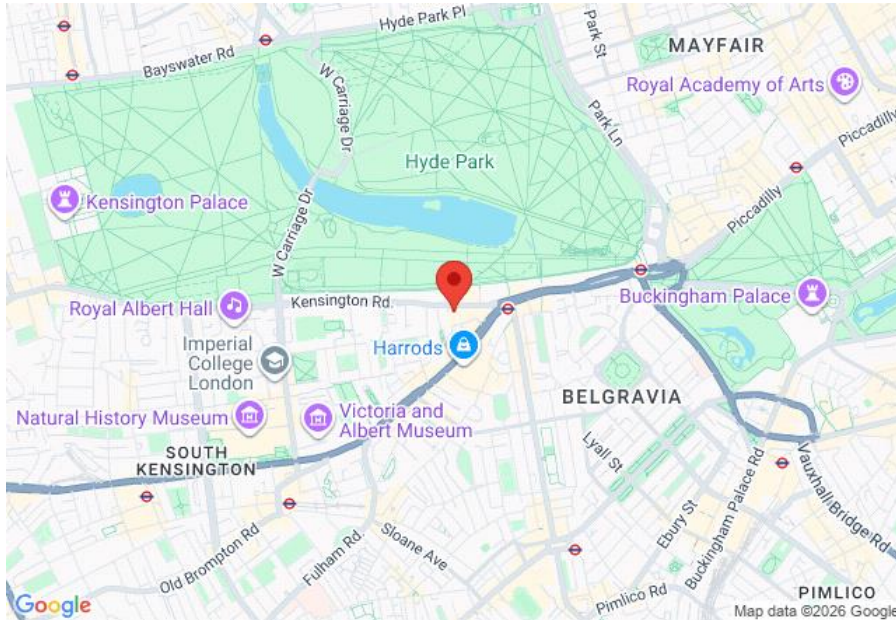 Hyde Park Pl
Bayswater Rd
W Carriage Dr
Park St
MAYFAIR
Royal Academy of Arts
Park Ln
Piccadilly
Hyde Park
Kensington Palace
W Carriage Dr
Piccadilly
Royal Albert Hall
Kensington Rd.
Buckingham Palace
Imperial
College
London
Harrods
BELGRAVIA
Natural History Museum
Victoria and
Albert Museum
SOUTH
KENSINGTON
Lyall St
Ebury St
Buckingham Palace Rd
Vauxhall Bridge Rd
Old Brompton Rd
Fulham Rd.
Sloane Ave
Pimlico Rd
PIMLICO
Google
Map data ©2026 Google